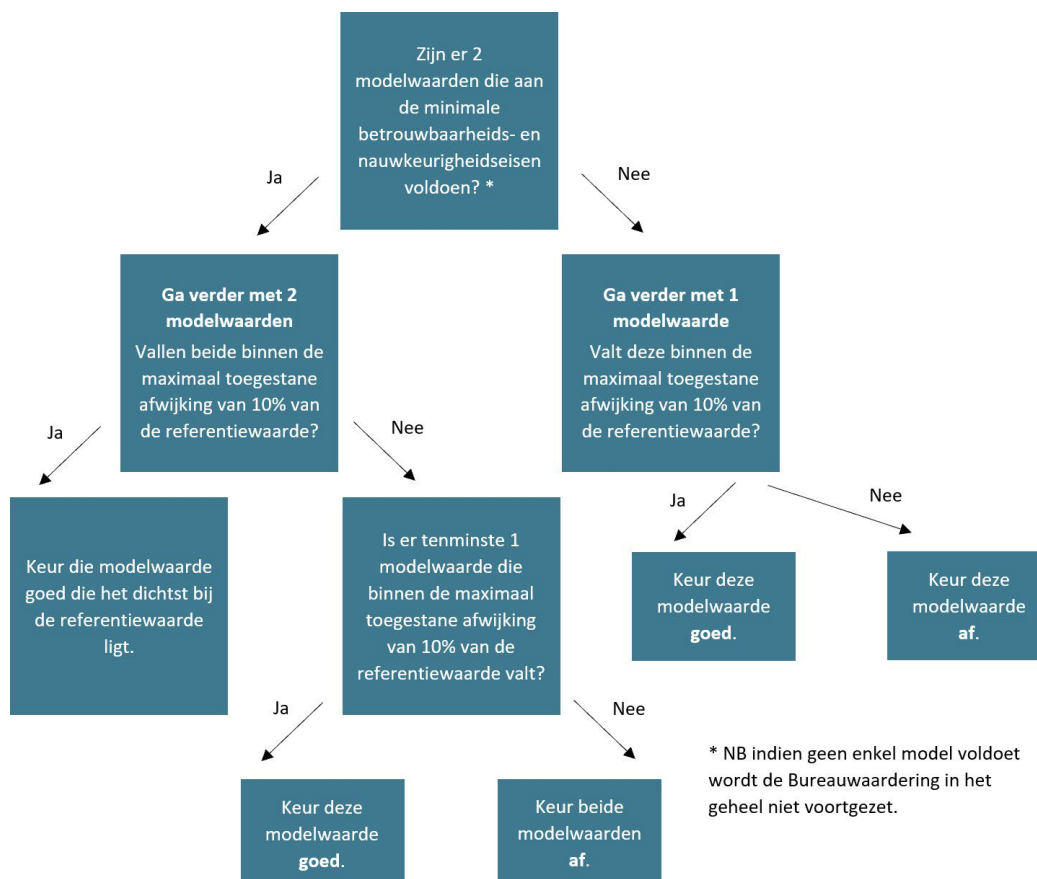 Zijn er 2
modelwaarden die aan
de minimale
betrouwbaarheids- en
nauwkeurigheidseisen
voldoen? *
Ja
Nee
Ga verder met 2
modelwaarden
Vallen beide binnen de
maximaal toegestane
afwijking van 10% van
de referentiewaarde?
Ga verder met 1
modelwaarde
Valt deze binnen de
maximaal toegestane
afwijking van 10% van
de referentiewaarde?
Ja
Nee
Ja
Nee
Keur die modelwaarde
goed die het dichtst bij
de referentiewaarde
ligt.
Is er tenminste 1
modelwaarde die
binnen de maximaal
toegestane afwijking
van 10% van de
referentiewaarde valt?
Keur deze
modelwaarde
goed.
Keur deze
modelwaarde
af.
Ja
Nee
Keur deze
modelwaarde
goed.
Keur beide
modelwaarden
af.
* NB indien geen enkel model voldoet
wordt de Bureauwaardering in het
geheel niet voortgezet.